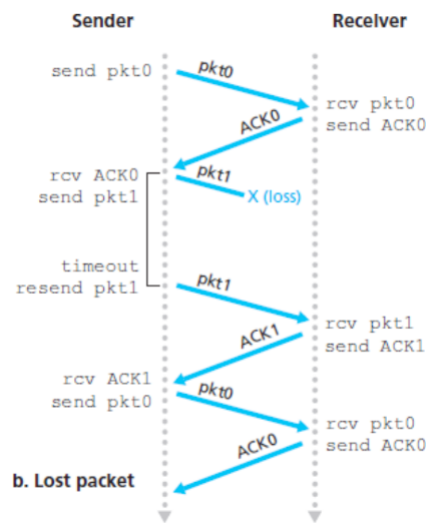 Sender Receiver
send pkt0 pkt0
rcv pkt0
send ACK0
ACK0
rcv ACK0
send pkt1
pkt1
X (loss)
timeout
resend pkt1
pkt1
rcv pkt1
send ACK1
ACK1
rcv ACK1
send pkt0
pkt0
rcv pkt0
send ACK0
ACK0
b. Lost packet